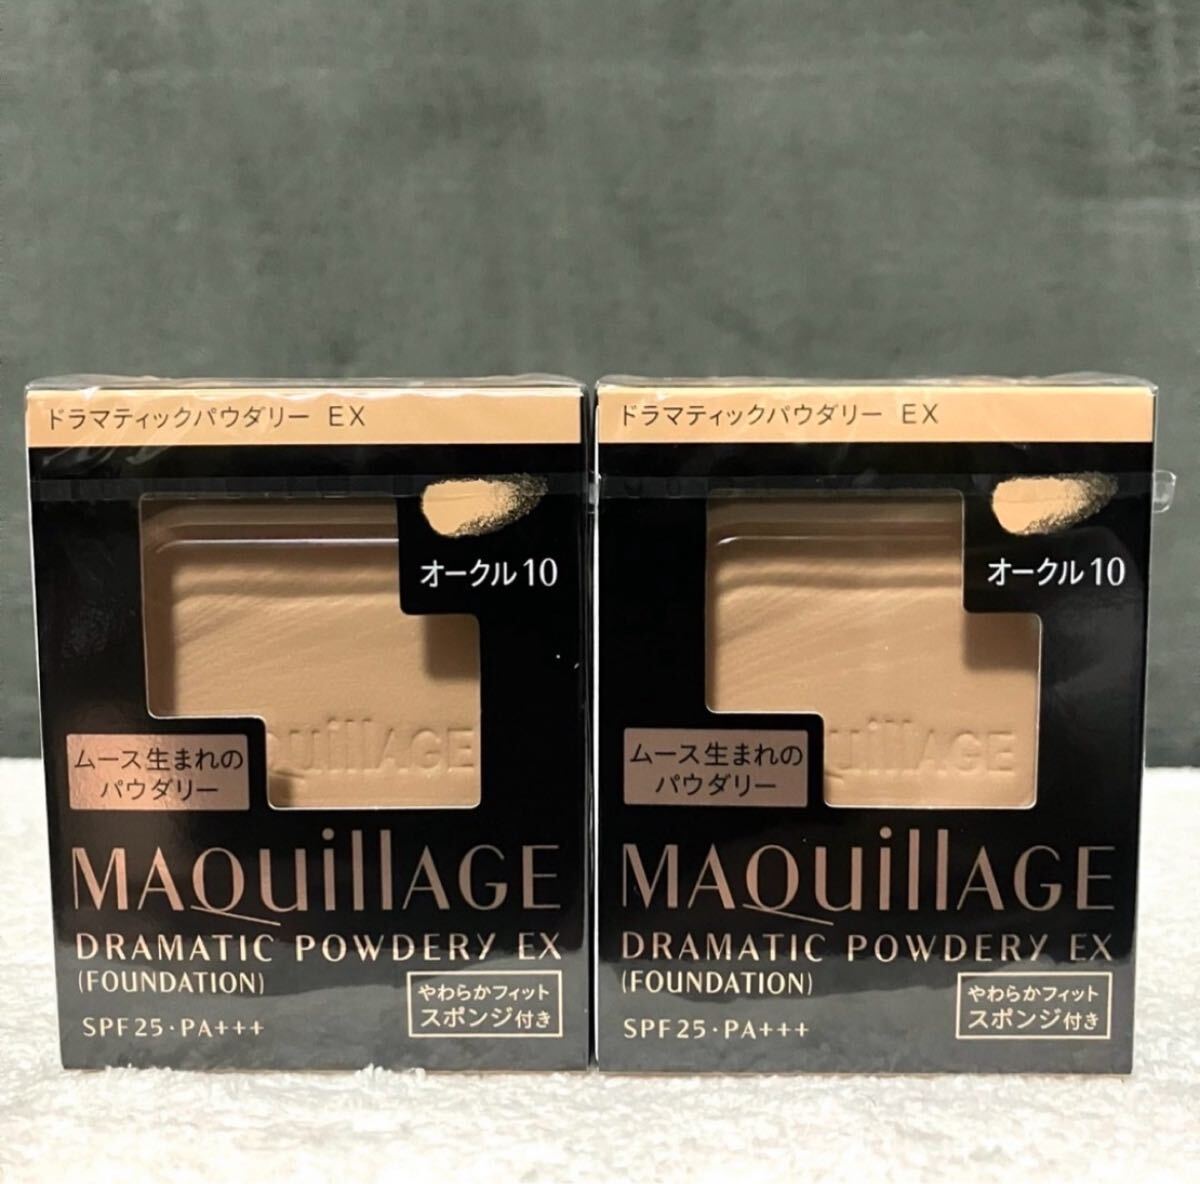 ドラマティックパウダリー EX
オークル10
QuillAGE
ムース生まれの
パウダリー
MAQuillAGE
DRAMATIC POWDERY EX
(FOUNDATION)
SPF25・PA+++
やわらかフィット
スポンジ付き
ドラマティックパウダリー EX
オークル10
QuillAGE
ムース生まれの
パウダリー
MAQuillAGE
DRAMATIC POWDERY EX
(FOUNDATION)
SPF25・PA+++
やわらかフィット
スポンジ付き